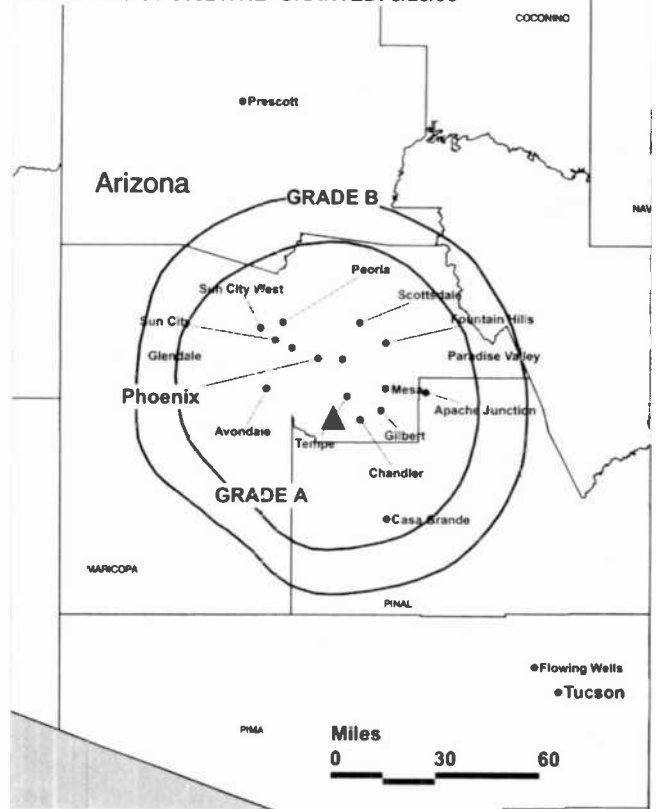 COCONINO
Prescott
Arizona
GRADE B
NAV
Peoria
Sun City West
Scottsdale
Sun City
Fountain Hills
Glendale
Paradise Valley
Phoenix
Mesa
Apache Junction
Avondale
Tempe
Gilbert
Chandler
GRADE A
Casa Grande
MARICOPA
PINAL
Flowing Wells
Tucson
PIMA
Miles
0 30 60